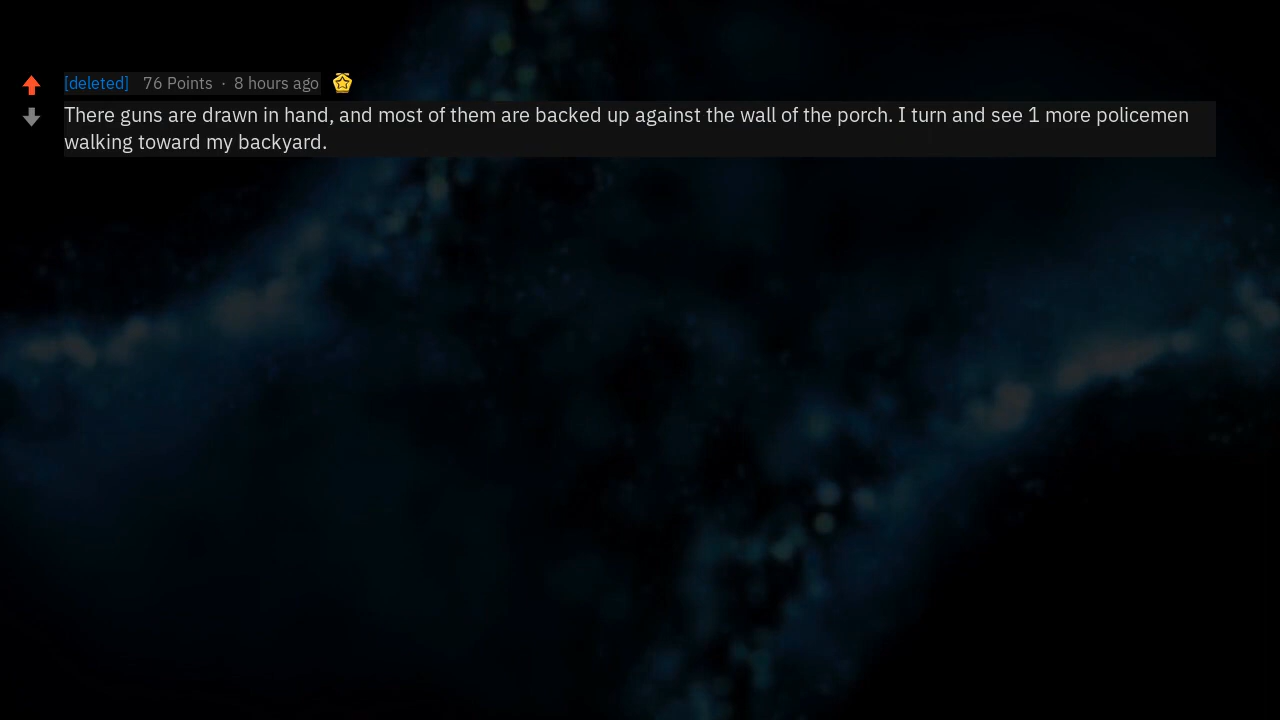 [deleted] 76 Points · 8 hours ago
There guns are drawn in hand, and most of them are backed up against the wall of the porch. I turn and see 1 more policemen
walking toward my backyard.